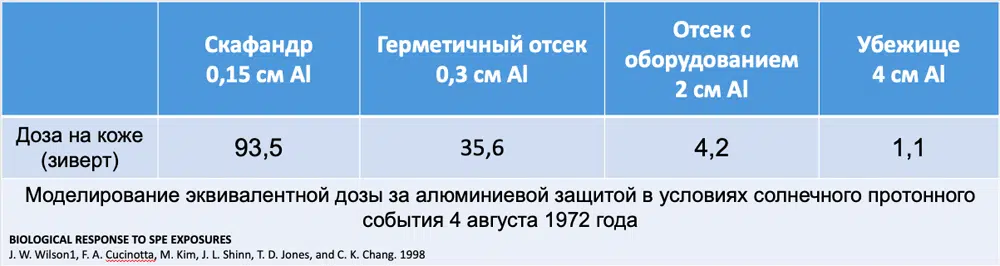 Скафандр
0,15 см Al
Герметичный отсек
0,3 см Al
Отсек с
оборудованием
2 см Al
Убежище
4 см Al
Доза на коже
(зиверт)
93,5
35,6
4,2
1,1
Моделирование эквивалентной дозы за алюминиевой защитой в условиях солнечного протонного
события 4 августа 1972 года
BIOLOGICAL RESPONSE TO SPE EXPOSURES
J. W. Wilson1, F. A. Cucinotta, M. Kim, J. L. Shinn, T. D. Jones, and C. K. Chang. 1998